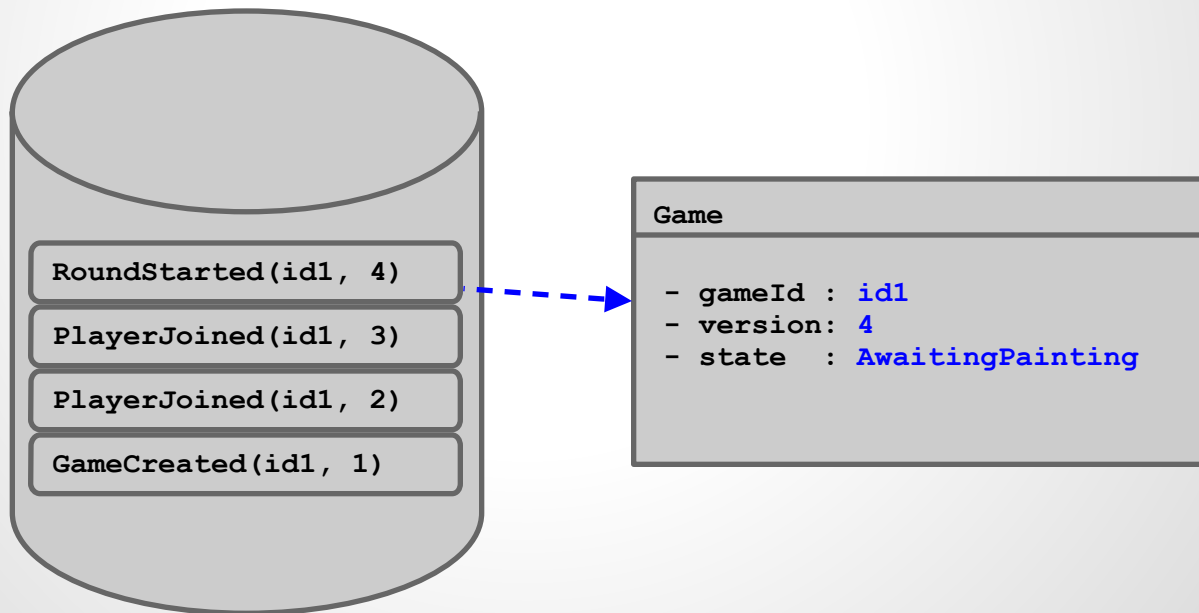 RoundStarted(id1, 4)
PlayerJoined(id1, 3)
PlayerJoined(id1, 2)
GameCreated(id1, 1)
Game
- gameId : id1
- version: 4
- state  : AwaitingPainting